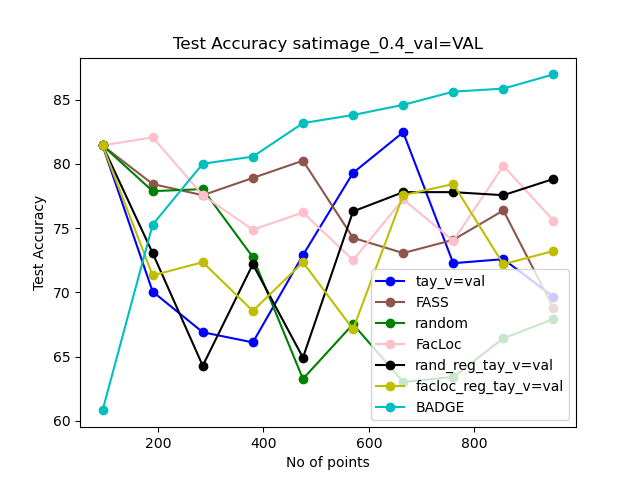 Test Accuracy satimage_0.4_val=VAL
Test Accuracy
85
80
75
70
65
60
tay_v=val
FASS
random
FacLoc
rand_reg_tay_v=val
facloc_reg_tay_v=val
BADGE
200
400
600
800
No of points